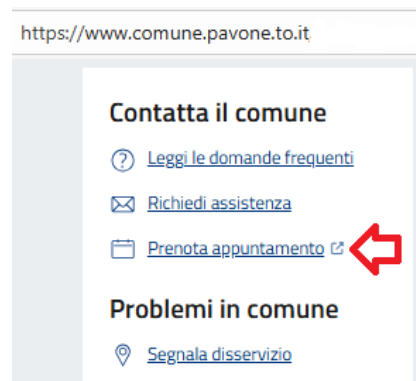 https://www.comune.pavone.to.it
Contatta il comune
Leggi le domande frequenti
Richiedi assistenza
Prenota appuntamento
Problemi in comune
Segnala disservizio